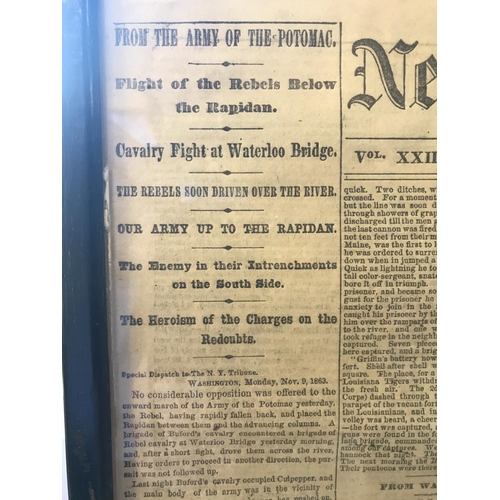 FROM THE ARMY OF THE POTOMAC.
Flight of the Rebels Below
the Rapidan.
Cavalry Fight at Waterloo Bridge.
THE REBELS SOON DRIVEN OVER THE RIVER.
OUR ARMY UP TO THE RAPIDAN.
The Enemy in their Intrenchments
on the South Side.
The Heroism of the Charges on the
Redoubts.
Special Dispatch to The N. Y. Tribune.
WASHINGTON, Monday, Nov. 9, 1863.
No considerable opposition was offered to the
onward march of the Army of the Potomac yesterday,
the Rebel, having rapidly fallen back, and placed the
Rapidan between them and the advancing columns. A
brigade of Buford's cavalry encountered a brigade of
Rebel cavalry at Waterloo Bridge yesterday morning,
and, after a short fight, drove them across the river,
Having orders to proceed in another direction, the pur-
suit was not followed up.
Last night Buford's cavalry occupied Culpepper, and
the main body of the army was in the vicinity of
Ne
VOL. XXII
quick. Two ditches, w
crossed. For a moment
but the line was soon d
through showers of grap
discharged till the men
the last cannon was fired
not ten feet from their m
Maine, was the first to l
he was ordered to surren
down when in jumped a
Quick as lightning he to
tall color-sergeant, snat
bore it off in triumph.
prisoner, and became so
gust for the prisoner he
anxiety to join in the
caught his prisoner by t
him over the ramparts of
to the river, and one w
took refuge in the neighb
captured. Seven piece
here captured, and a brig
"Griffin's battery now
fort. Shell after shell w
square. The place, for a
Louisiana Tigers withd
the fresh air. The 20
Corps) dashed through t
parapet of the vacant for
the Louisianians, and in
volley was heard, a cheer
the fort was captured,
guns were found in the f
brigade, command
among our captures.
hannock that night. The
The next morning the
Their pontoons were
FROM WA